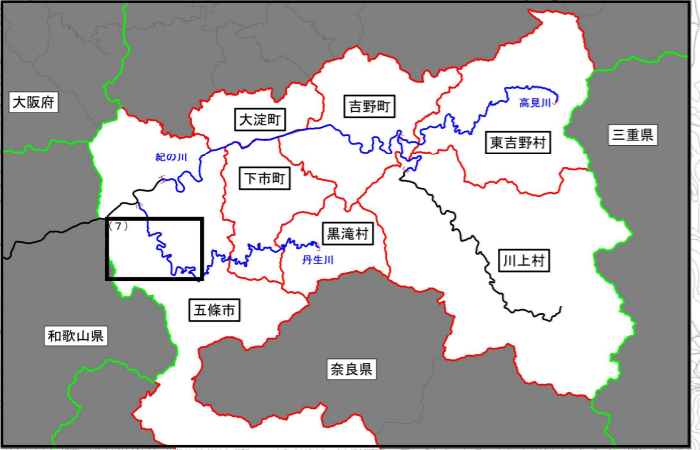 高見川
大阪府
吉野町
大淀町
三重県
東吉野村
紀の川
下市町
(7)
黒滝村
丹生川
川上村
五條市
和歌山県
奈良県